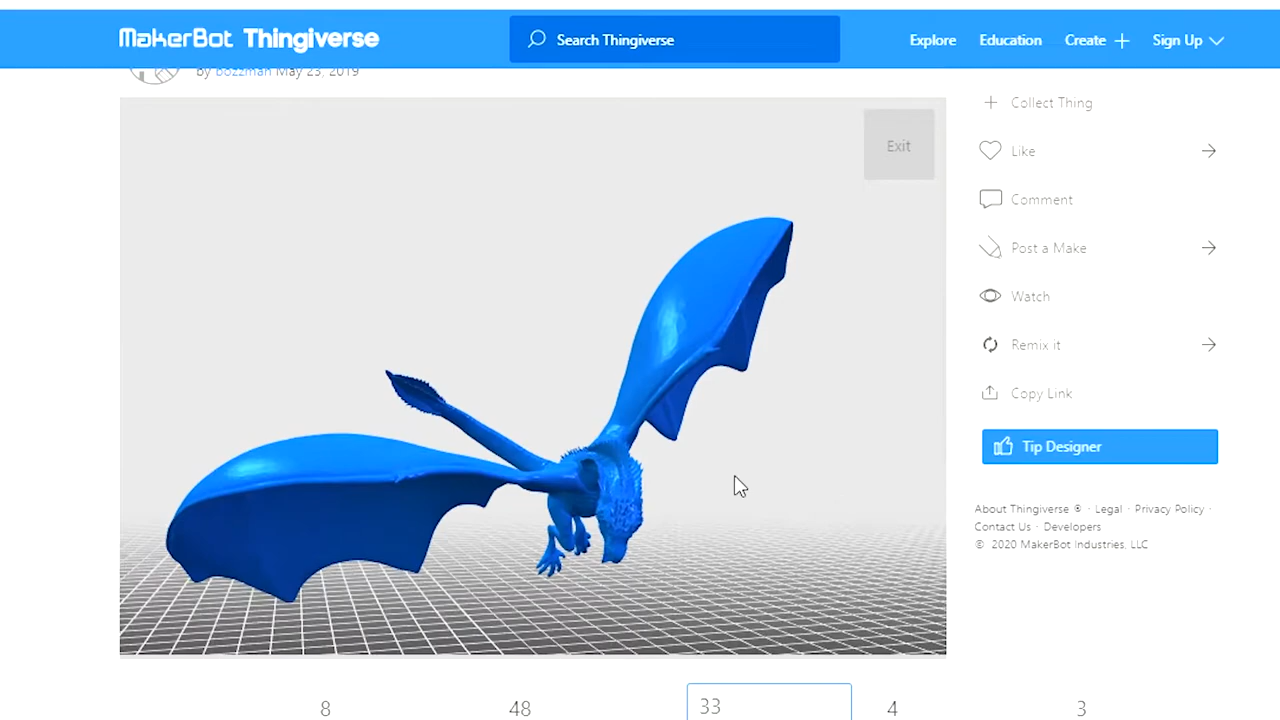 MakerBot Thingiverse
Search Thingiverse
Explore
Education
Create
Sign Up
By bozzman May 23, 2019
Exit
Collect Thing
Like
Comment
Post a Make
Watch
Remix it
Copy Link
Tip Designer
About Thingiverse ® · Legal · Privacy Policy ·
Contact Us · Developers
© 2020 MakerBot Industries, LLC
8
48
33
4
3